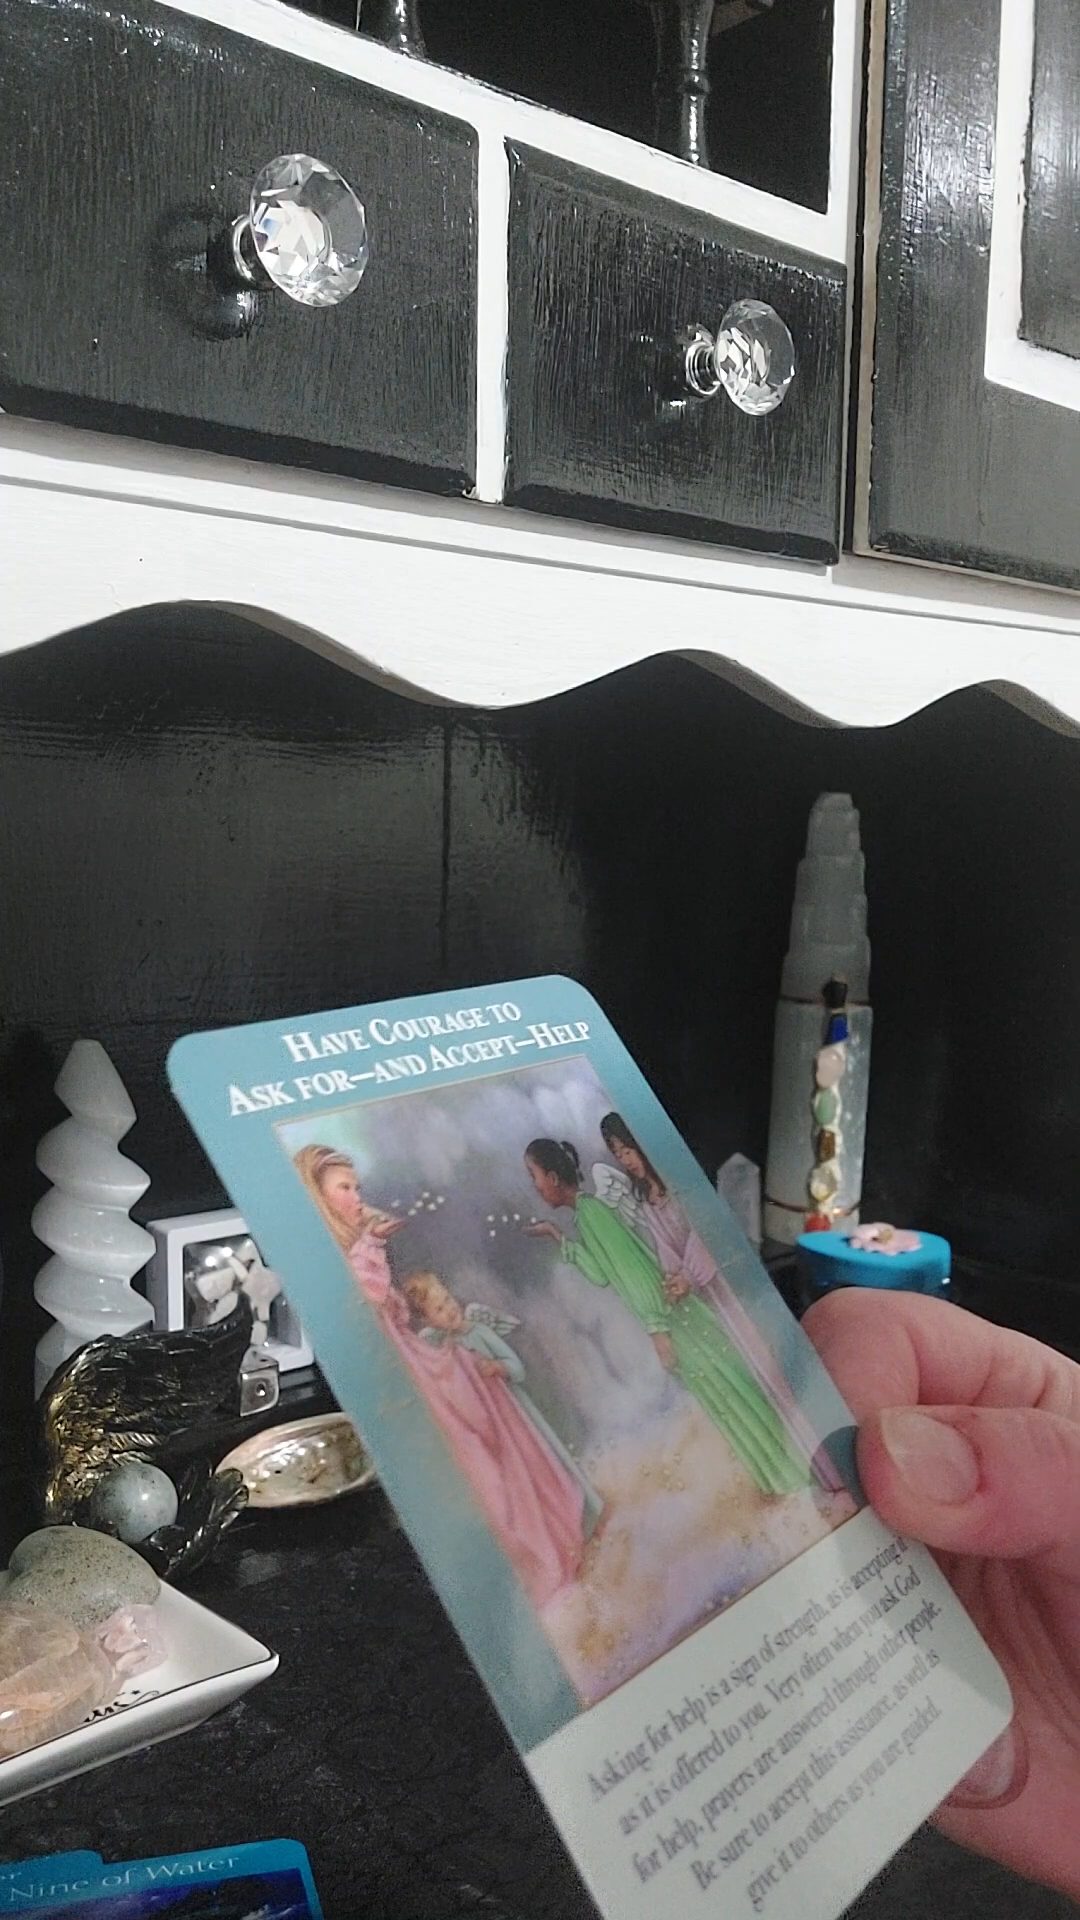 HAVE COURAGE TO
ASK FOR—AND ACCEPT—HELP
Asking for help is a sign of strength, as is accepting it
as it is offered to you. Very often when you ask God
for help, prayers are answered through other people.
Be sure to accept this assistance, as well as
give it to others as you are guided.
Nine of Water